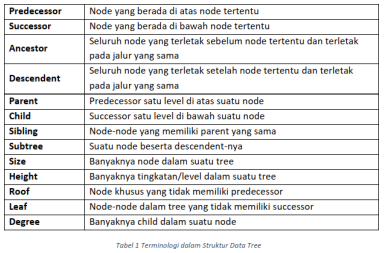 Predecessor Node yang berada di atas node tertentu
Successor Node yang berada di bawah node tertentu
Ancestor Seluruh node yang terletak sebelum node tertentu dan terletak
pada jalur yang sama
Descendent Seluruh node yang terletak setelah node tertentu dan terletak
pada jalur yang sama
Parent Predecessor satu level di atas suatu node
Child Successor satu level di bawah suatu node
Sibling Node-node yang memiliki parent yang sama
Subtree Suatu node beserta descendent-nya
Size Banyaknya node dalam suatu tree
Height Banyaknya tingkatan/level dalam suatu tree
Roof Node khusus yang tidak memiliki predecessor
Leaf Node-node dalam tree yang tidak memiliki successor
Degree Banyaknya child dalam suatu node
Tabel 1 Terminologi dalam Struktur Data Tree